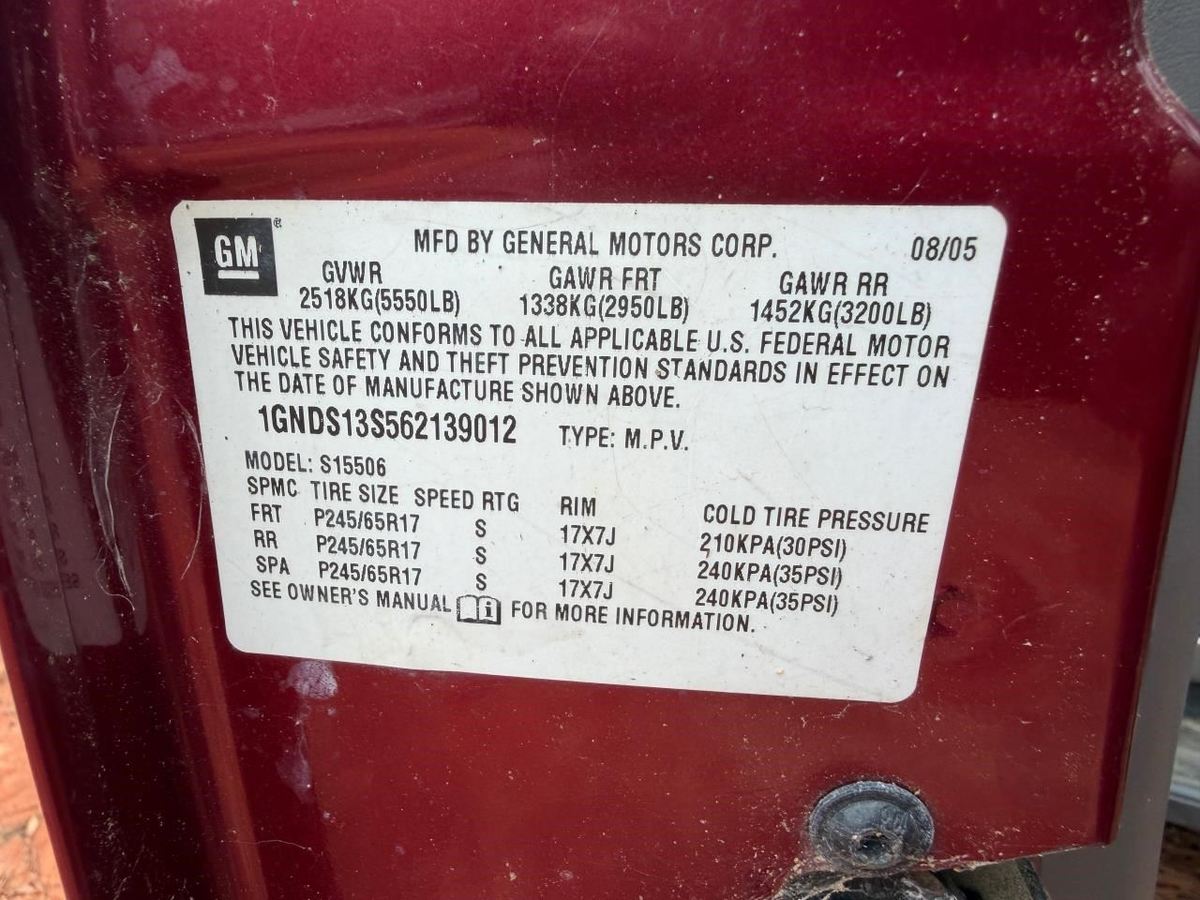 GM®
MFD BY GENERAL MOTORS CORP. 08/05
GVWR GAWR FRT GAWR RR
2518KG(5550LB) 1338KG(2950LB) 1452KG(3200LB)
THIS VEHICLE CONFORMS TO ALL APPLICABLE U.S. FEDERAL MOTOR
VEHICLE SAFETY AND THEFT PREVENTION STANDARDS IN EFFECT ON
THE DATE OF MANUFACTURE SHOWN ABOVE.
1GNDS13S562139012 TYPE: M.P.V.
MODEL: S15506
SPMC TIRE SIZE SPEED RTG RIM COLD TIRE PRESSURE
FRT P245/65R17 S 17X7J 210KPA(30PSI)
RR P245/65R17 S 17X7J 240KPA(35PSI)
SPA P245/65R17 S 17X7J 240KPA(35PSI)
SEE OWNER'S MANUAL FOR MORE INFORMATION.